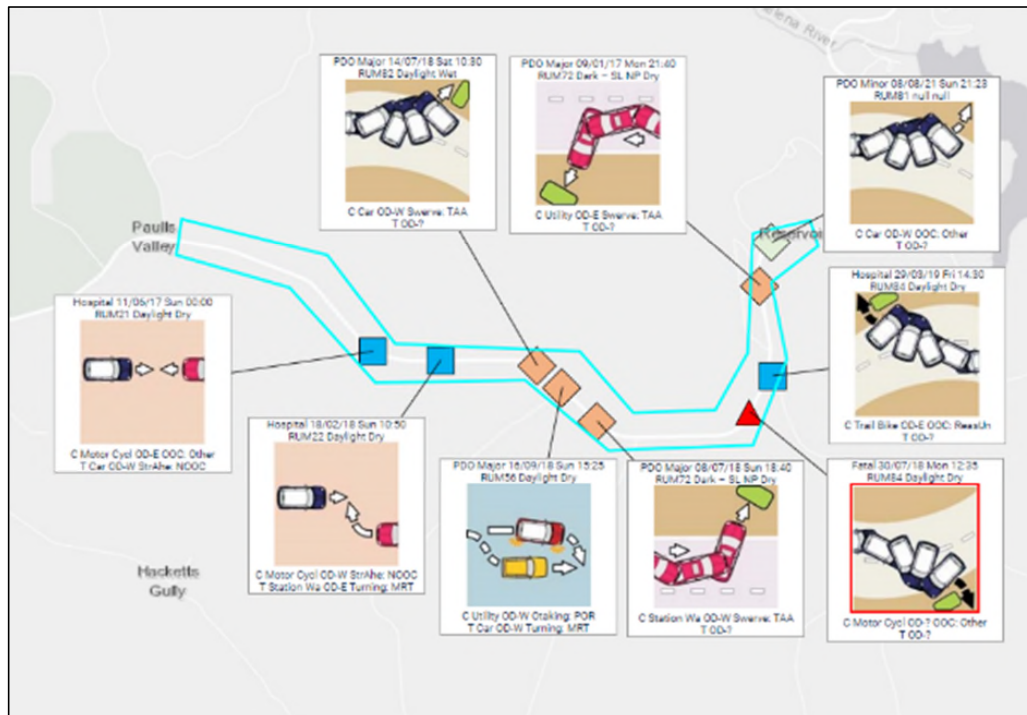 Helena River
PDO Major 14/07/18 Sat 10:30
RUM82 Daylight Wet
C Car OD-W Swerve: TAA
T OD-?
PDO Major 09/01/17 Mon 21:40
RUM72 Dark – SL NP Dry
C Utility OD-E Swerve: TAA
T OD-?
PDO Minor 08/08/21 Sun 21:23
RUM81 null null
C Car OD-W OOC: Other
T OD-?
Paulls
Valley
Reservoir
Hospital 29/03/19 Fri 14:30
RUM84 Daylight Dry
C Trail Bike OD-E OOC: ReasUn
T OD-?
Hospital 11/06/17 Sun 00:00
RUM21 Daylight Dry
C Motor Cycl OD-E OOC: Other
T Car OD-W StrAhe: NOOC
Hospital 18/02/18 Sun 10:50
RUM22 Daylight Dry
C Motor Cycl OD-W StrAhe: NOOC
T Station Wa OD-E Turning: MRT
PDO Major 16/09/18 Sun 15:25
RUM56 Daylight Dry
C Utility OD-W Otaking: POR
T Car OD-W Turning: MRT
PDO Major 08/07/18 Sun 18:40
RUM72 Dark – SL NP Dry
C Station Wa OD-W Swerve: TAA
T OD-?
Fatal 30/07/18 Mon 12:35
RUM84 Daylight Dry
C Motor Cycl OD-? OOC: Other
T OD-?
Hacketts
Gully